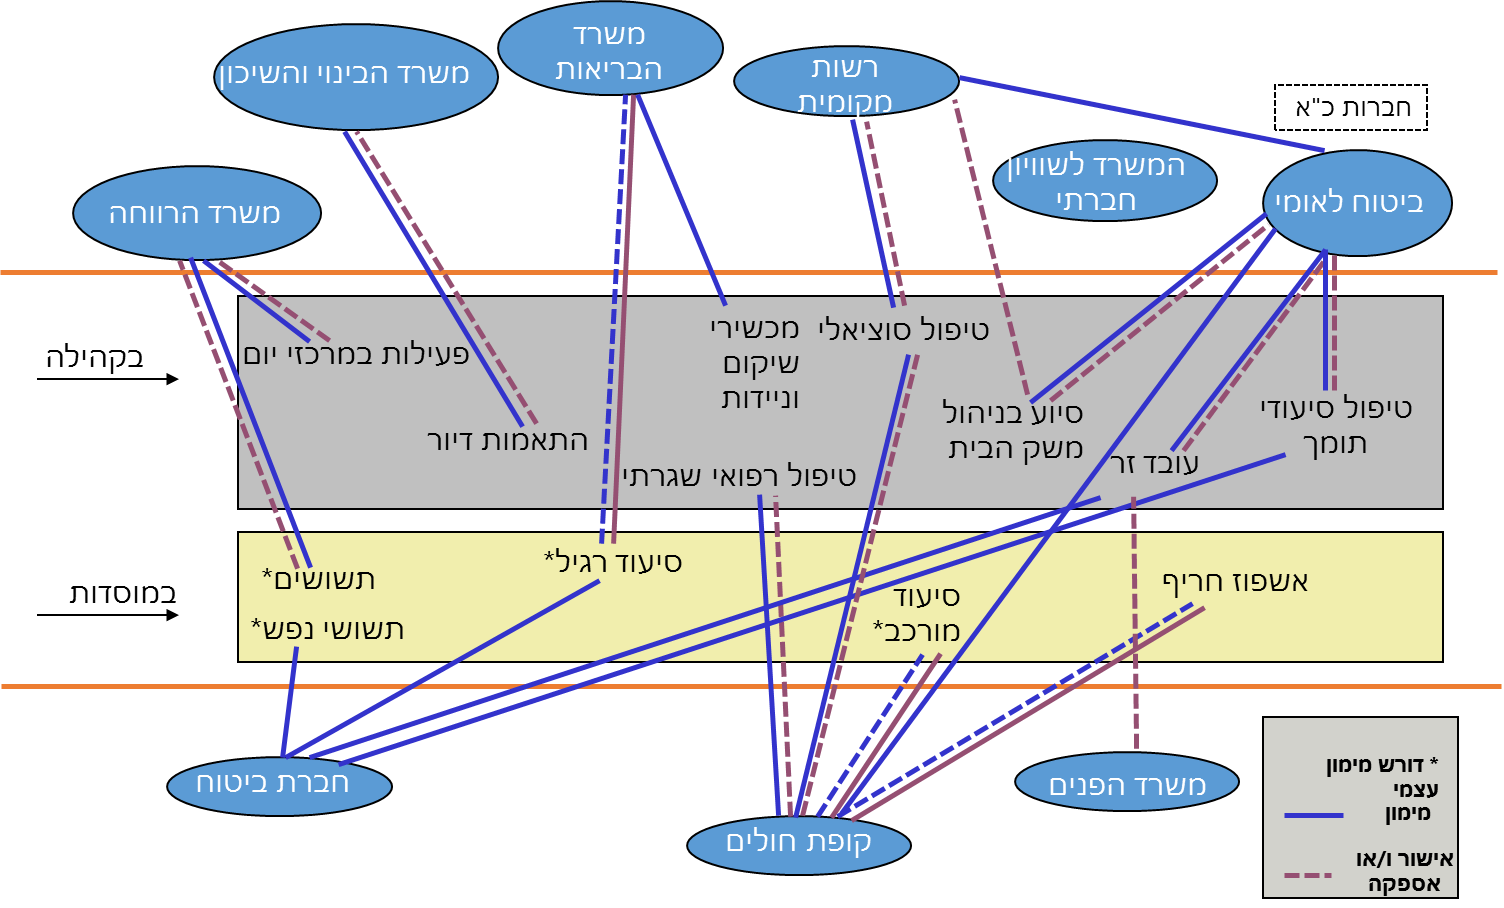 משרד
הבריאות
רשות
מקומית
משרד הבינוי והשיכון
חברות כ"א
המשרד לשוויון
חברתי
ביטוח לאומי
משרד הרווחה
בקהילה
מכשירי
שיקום
וניידות
טיפול סוציאלי
פעילות במרכזי יום
סיוע בניהול
משק הבית
טיפול סיעודי
תומך
התאמות דיור
עובד זר
טיפול רפואי שגרתי
במוסדות
סיעוד רגיל*
תשושים*
תשושי נפש*
סיעוד
מורכב*
אשפוז חריף
חברת ביטוח
משרד הפנים
קופת חולים
* דורש מימון
עצמי
מימון
אישור ו/או
אספקה